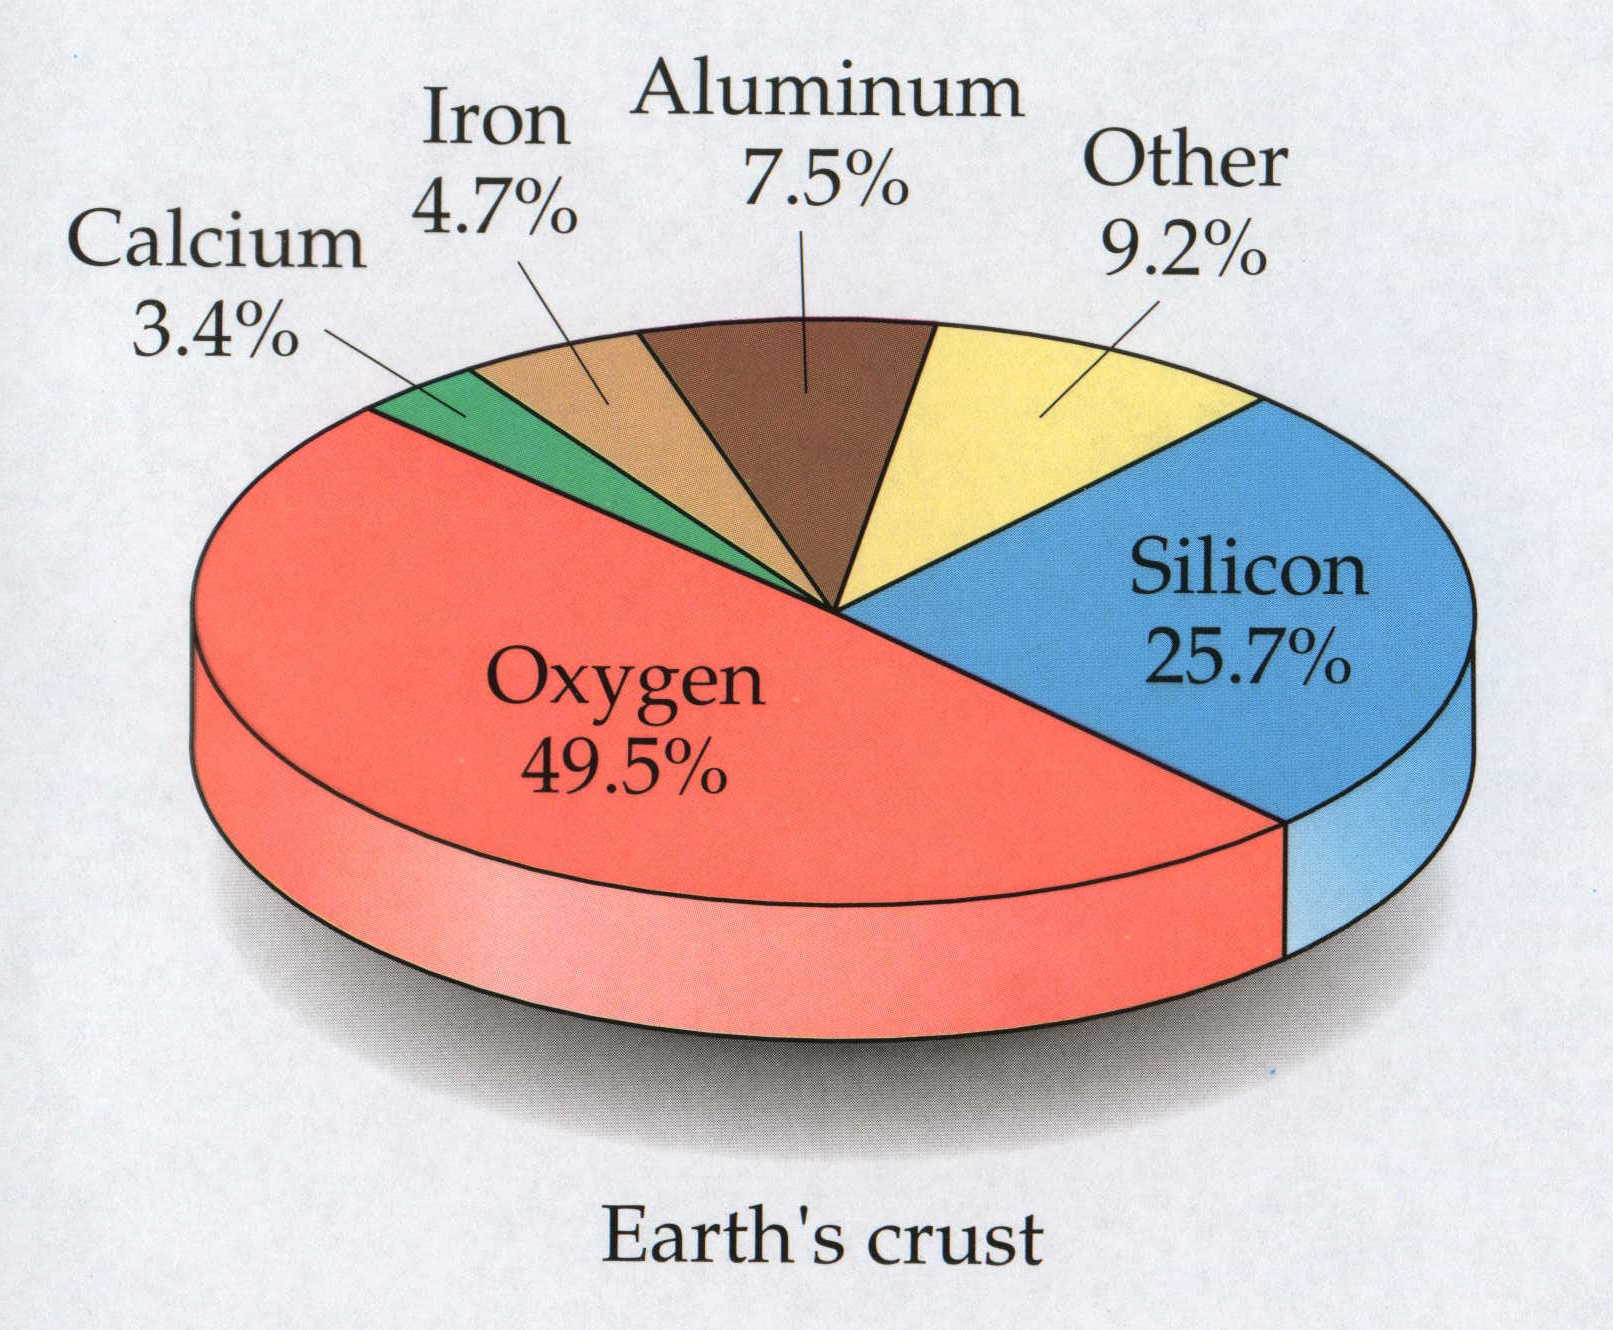 Aluminum
7.5%
Iron
4.7%
Other
9.2%
Calcium
3.4%
Silicon
25.7%
Oxygen
49.5%
Earth's crust